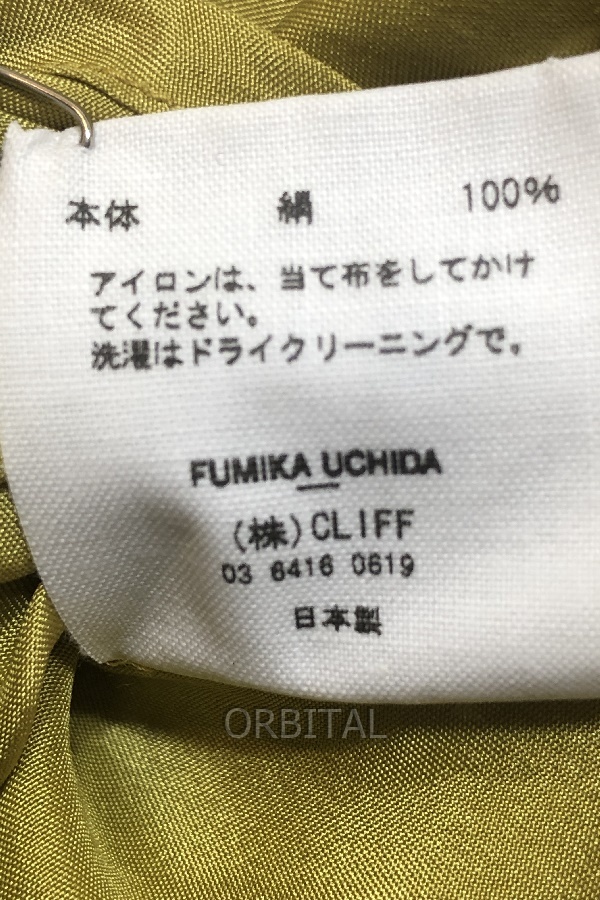 本体 絹 100%
アイロンは、当て布をしてかけ
てください。
洗濯はドライクリーニングで。
FUMIKA_UCHIDA
(株)CLIFF
03 6416 0619
日本製
ORBITAL